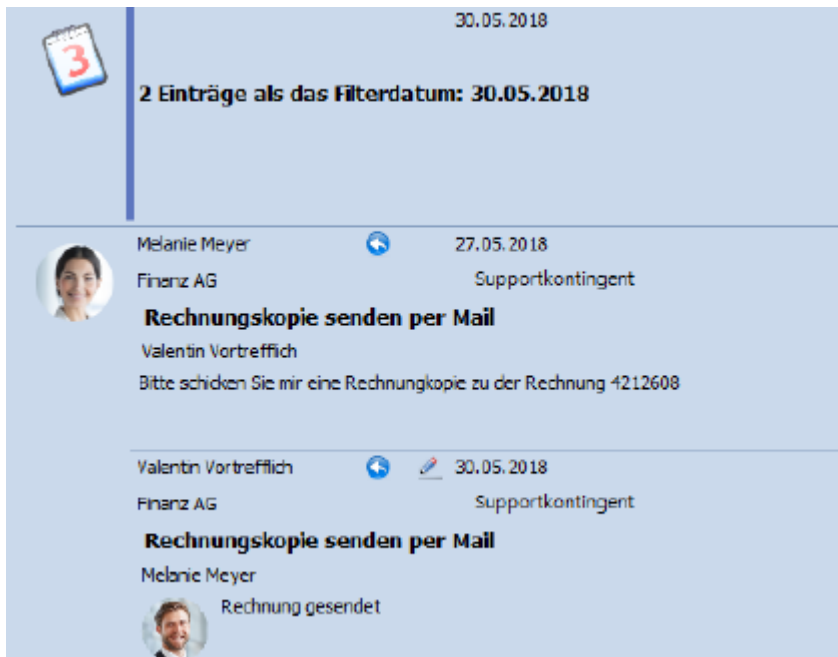 30.05.2018
3
2 Einträge als das Filterdatum: 30.05.2018
Melanie Meyer 27.05.2018
Finanz AG Supportkontingent
Rechnungskopie senden per Mail
Valentin Vortrefflich
Bitte schicken Sie mir eine Rechnungkopie zu der Rechnung 4212608
Valentin Vortrefflich 30.05.2018
Finanz AG Supportkontingent
Rechnungskopie senden per Mail
Melanie Meyer
Rechnung gesendet